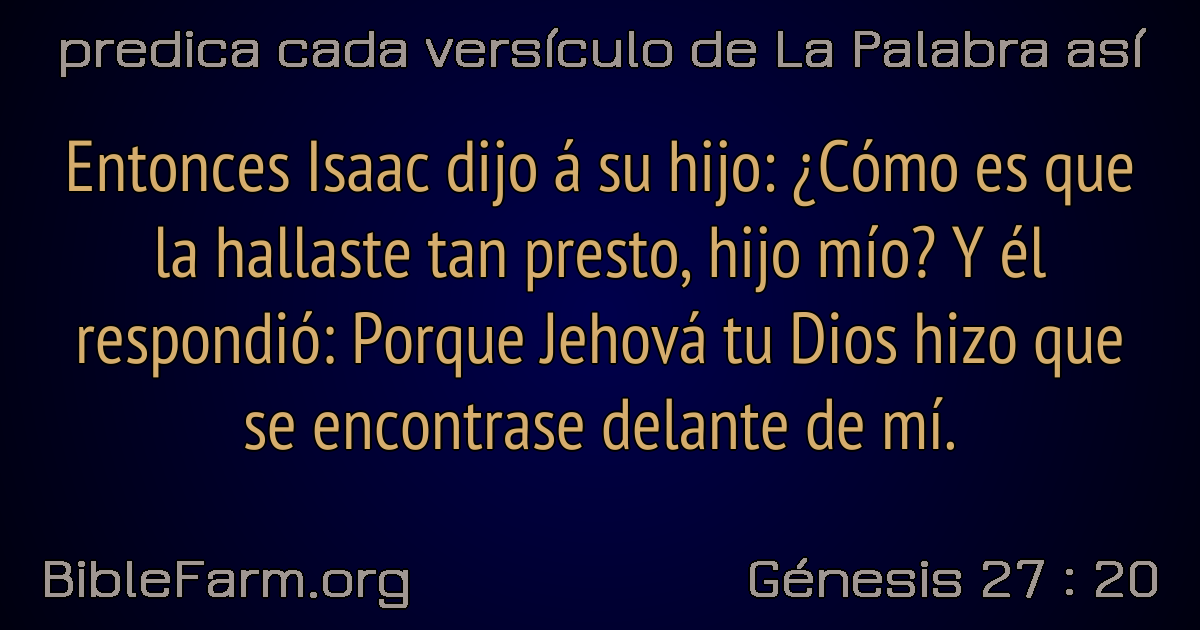 predica cada versículo de La Palabra así
Entonces Isaac dijo á su hijo: ¿Cómo es que
la hallaste tan presto, hijo mío? Y él
respondió: Porque Jehová tu Dios hizo que
se encontrase delante de mí.
BibleFarm.org
Génesis 27 : 20